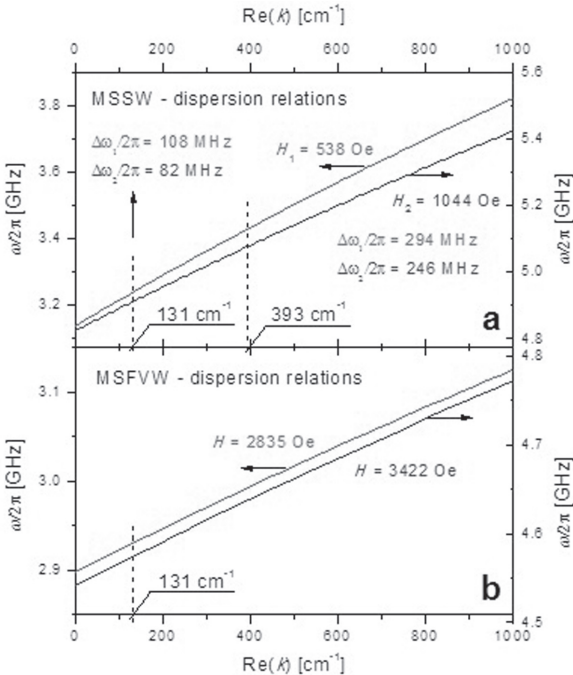 Re(k) [cm⁻¹]
0 200 400 600 800 1000
MSSW - dispersion relations
Δω₁/2π = 108 MHz
Δω₂/2π = 82 MHz
H₁ = 538 Oe
H₂ = 1044 Oe
Δω₁/2π = 294 MHz
Δω₂/2π = 246 MHz
131 cm⁻¹
393 cm⁻¹
a
ω/2π [GHz]
3.8
3.6
3.4
3.2
ω/2π [GHz]
5.6
5.4
5.2
5.0
4.8
MSFVW - dispersion relations
H = 2835 Oe
H = 3422 Oe
131 cm⁻¹
b
ω/2π [GHz]
3.1
3.0
2.9
ω/2π [GHz]
4.8
4.7
4.6
4.5
0 200 400 600 800 1000
Re(k) [cm⁻¹]